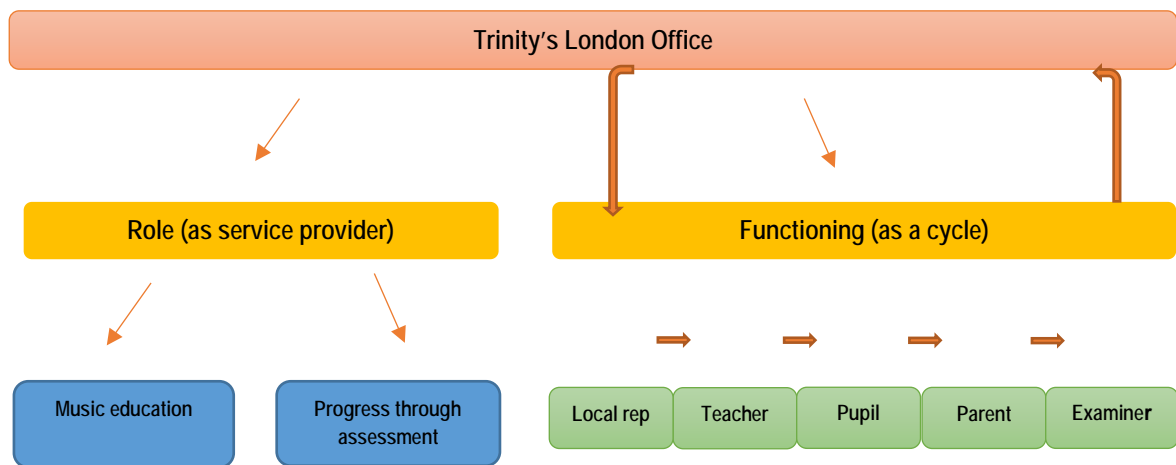 Trinity's London Office
Role (as service provider)
Functioning (as a cycle)
Music education
Progress through
assessment
Local rep
Teacher
Pupil
Parent
Examiner